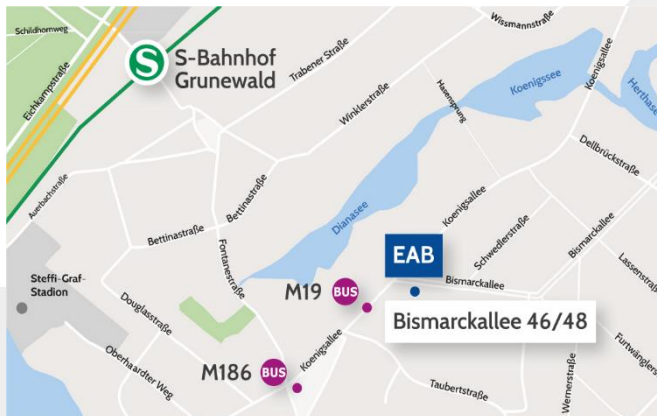 Schildhornweg
Eichkampstraße
S
S-Bahnhof
Grunewald
Trabener Straße
Wissmannstraße
Koenigsallee
Koenigssee
Herthasee
Winklerstraße
Hasensprung
Dellbrückstraße
Auerbachstraße
Bettinastraße
Dianasee
Koenigsallee
Bettinastraße
Fontanestraße
Schwedlerstraße
Bismarckallee
Lassenstraße
EAB
Bismarckallee
Steffi-Graf-
Stadion
M19
BUS
Bismarckallee 46/48
Douglasstraße
Oberhaardter Weg
Koenigsallee
M186
BUS
Taubertstraße
Wernerstraße